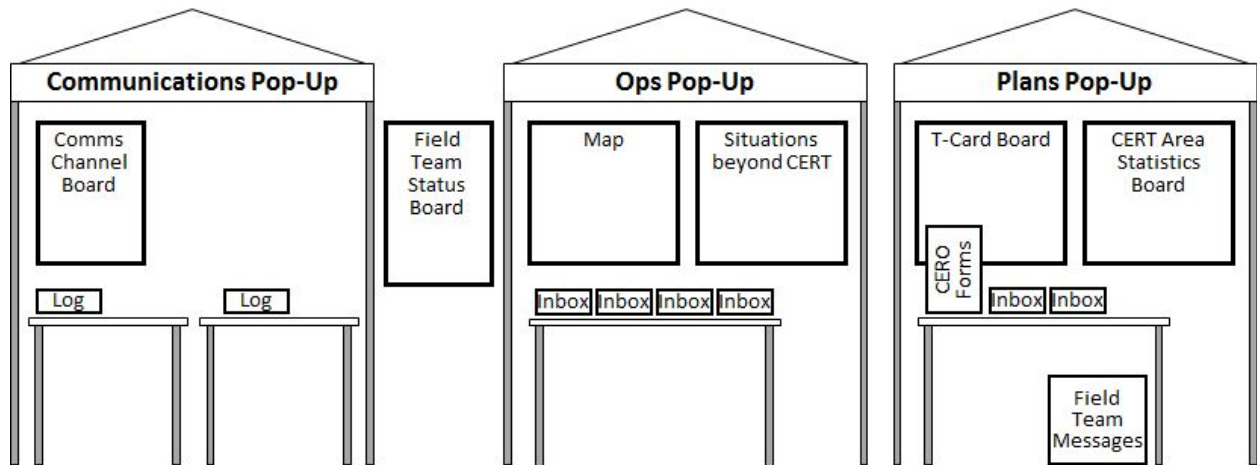 Communications Pop-Up
Comms
Channel
Board
Log
Log
Field
Team
Status
Board
Ops Pop-Up
Map
Situations
beyond CERT
Inbox
Inbox
Inbox
Inbox
Plans Pop-Up
T-Card Board
CERT Area
Statistics
Board
CERO
Forms
Inbox
Inbox
Field
Team
Messages